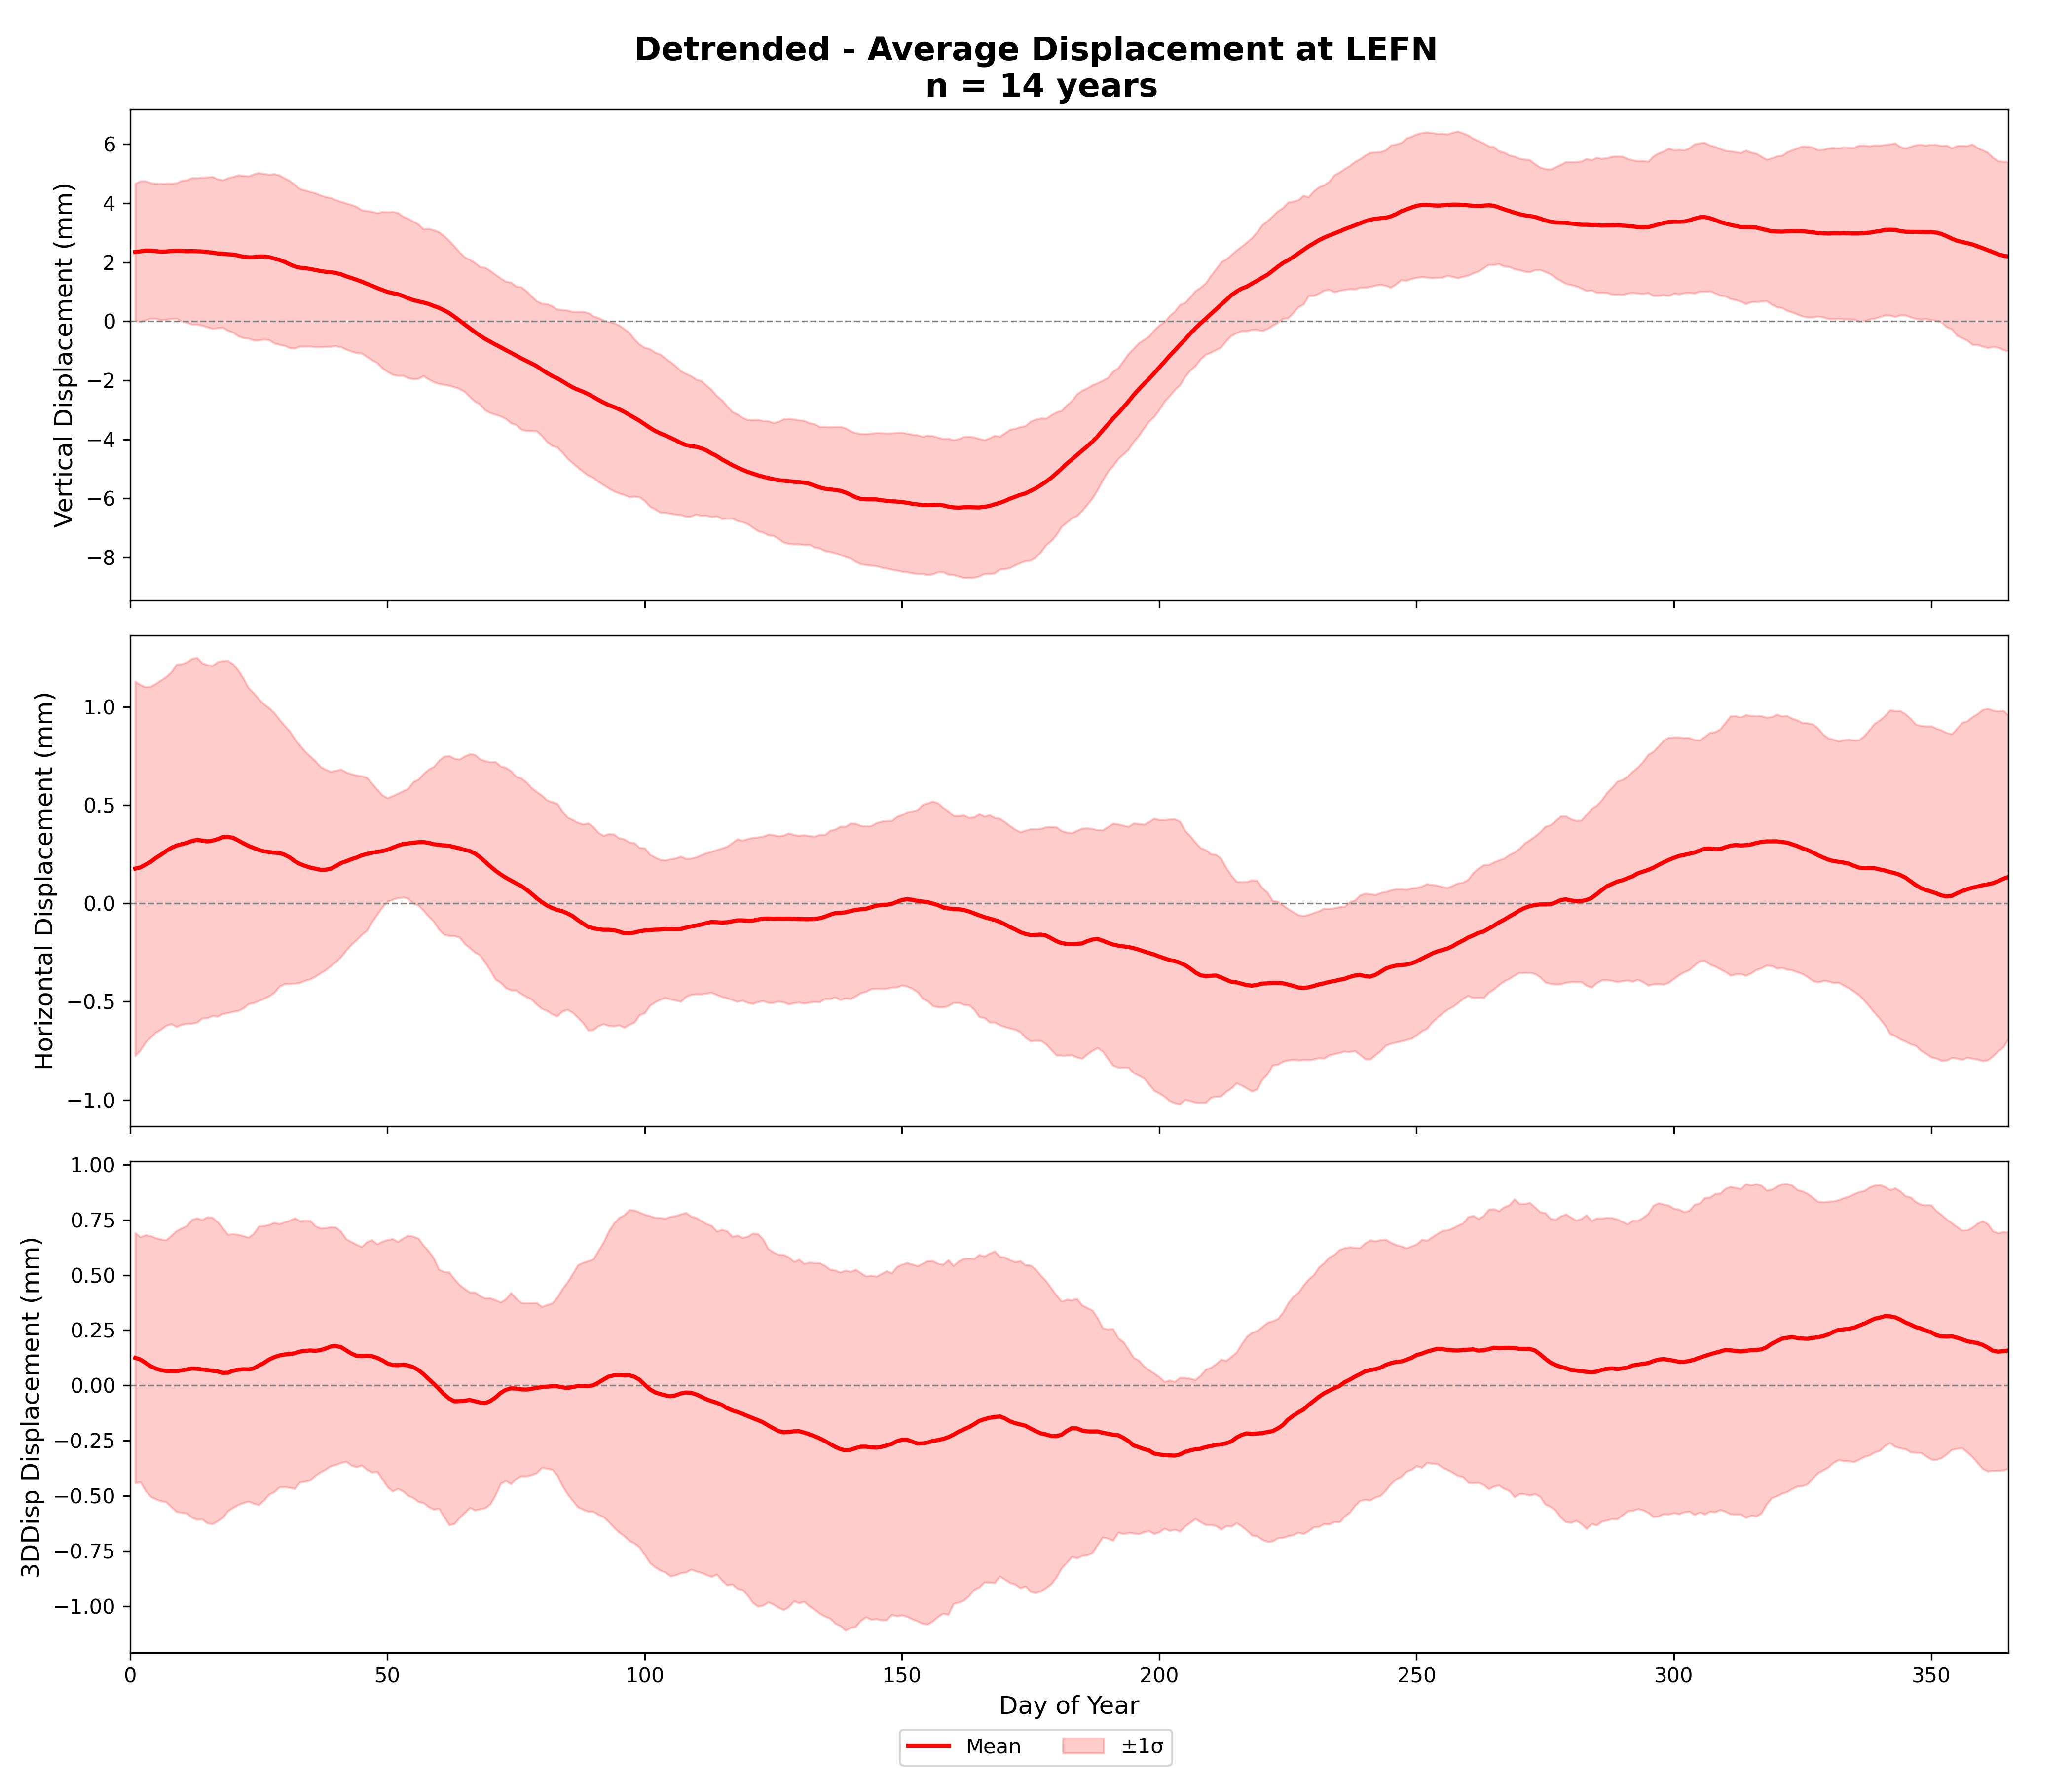 Detrended - Average Displacement at LEFN
n = 14 years
Vertical Displacement (mm)
6
4
2
0
−2
−4
−6
−8
Horizontal Displacement (mm)
1.0
0.5
0.0
−0.5
−1.0
3DDisp Displacement (mm)
1.00
0.75
0.50
0.25
0.00
−0.25
−0.50
−0.75
−1.00
0 50 100 150 200 250 300 350
Day of Year
Mean ±1σ